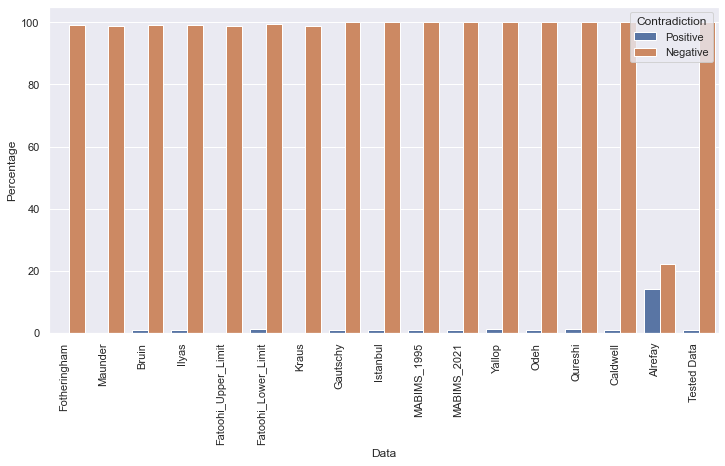 Contradiction
Positive
Negative
100
80
60
40
20
0
Percentage
Fotheringham
Maunder
Bruin
Ilyas
Fatoohi_Upper_Limit
Fatoohi_Lower_Limit
Kraus
Gautschy
Istanbul
MABIMS_1995
MABIMS_2021
Yallop
Odeh
Qureshi
Caldwell
Alrefay
Tested Data
Data